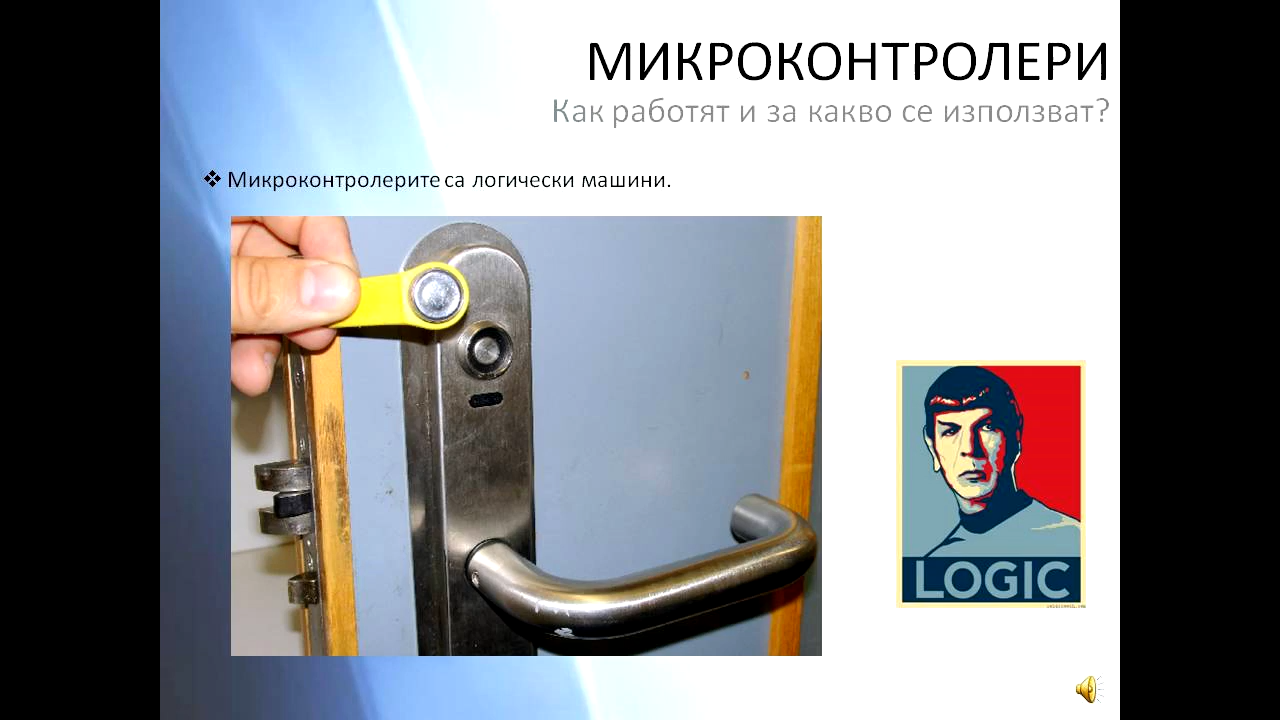 МИКРОКОНТРОЛЕРИ
Как работят и за какво се използват?
Микроконтролерите са логически машини.
LOGIC